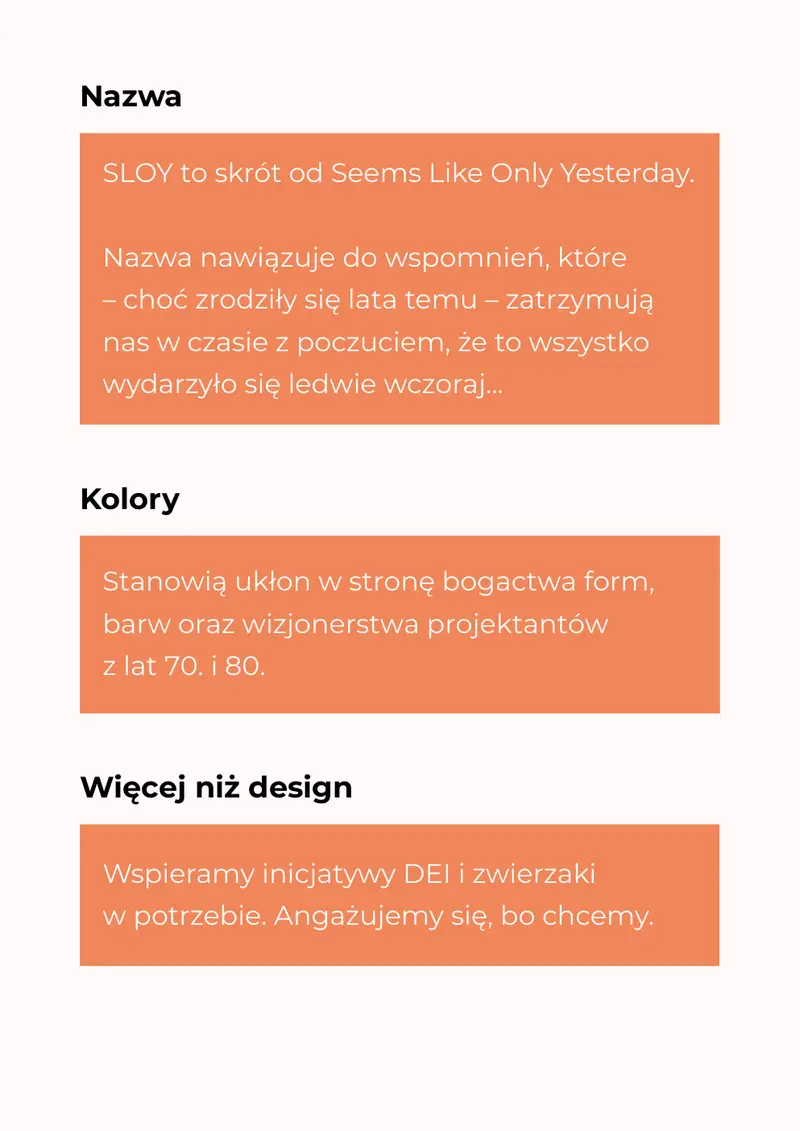 Nazwa
SLOY to skrót od Seems Like Only Yesterday.
Nazwa nawiązuje do wspomnień, które
– choć zrodziły się lata temu – zatrzymują
nas w czasie z poczuciem, że to wszystko
wydarzyło się ledwie wczoraj...
Kolory
Stanowią ukłon w stronę bogactwa form,
barw oraz wizjonerstwa projektantów
z lat 70. i 80.
Więcej niż design
Wspieramy inicjatywy DEI i zwierzaki
w potrzebie. Angażujemy się, bo chcemy.